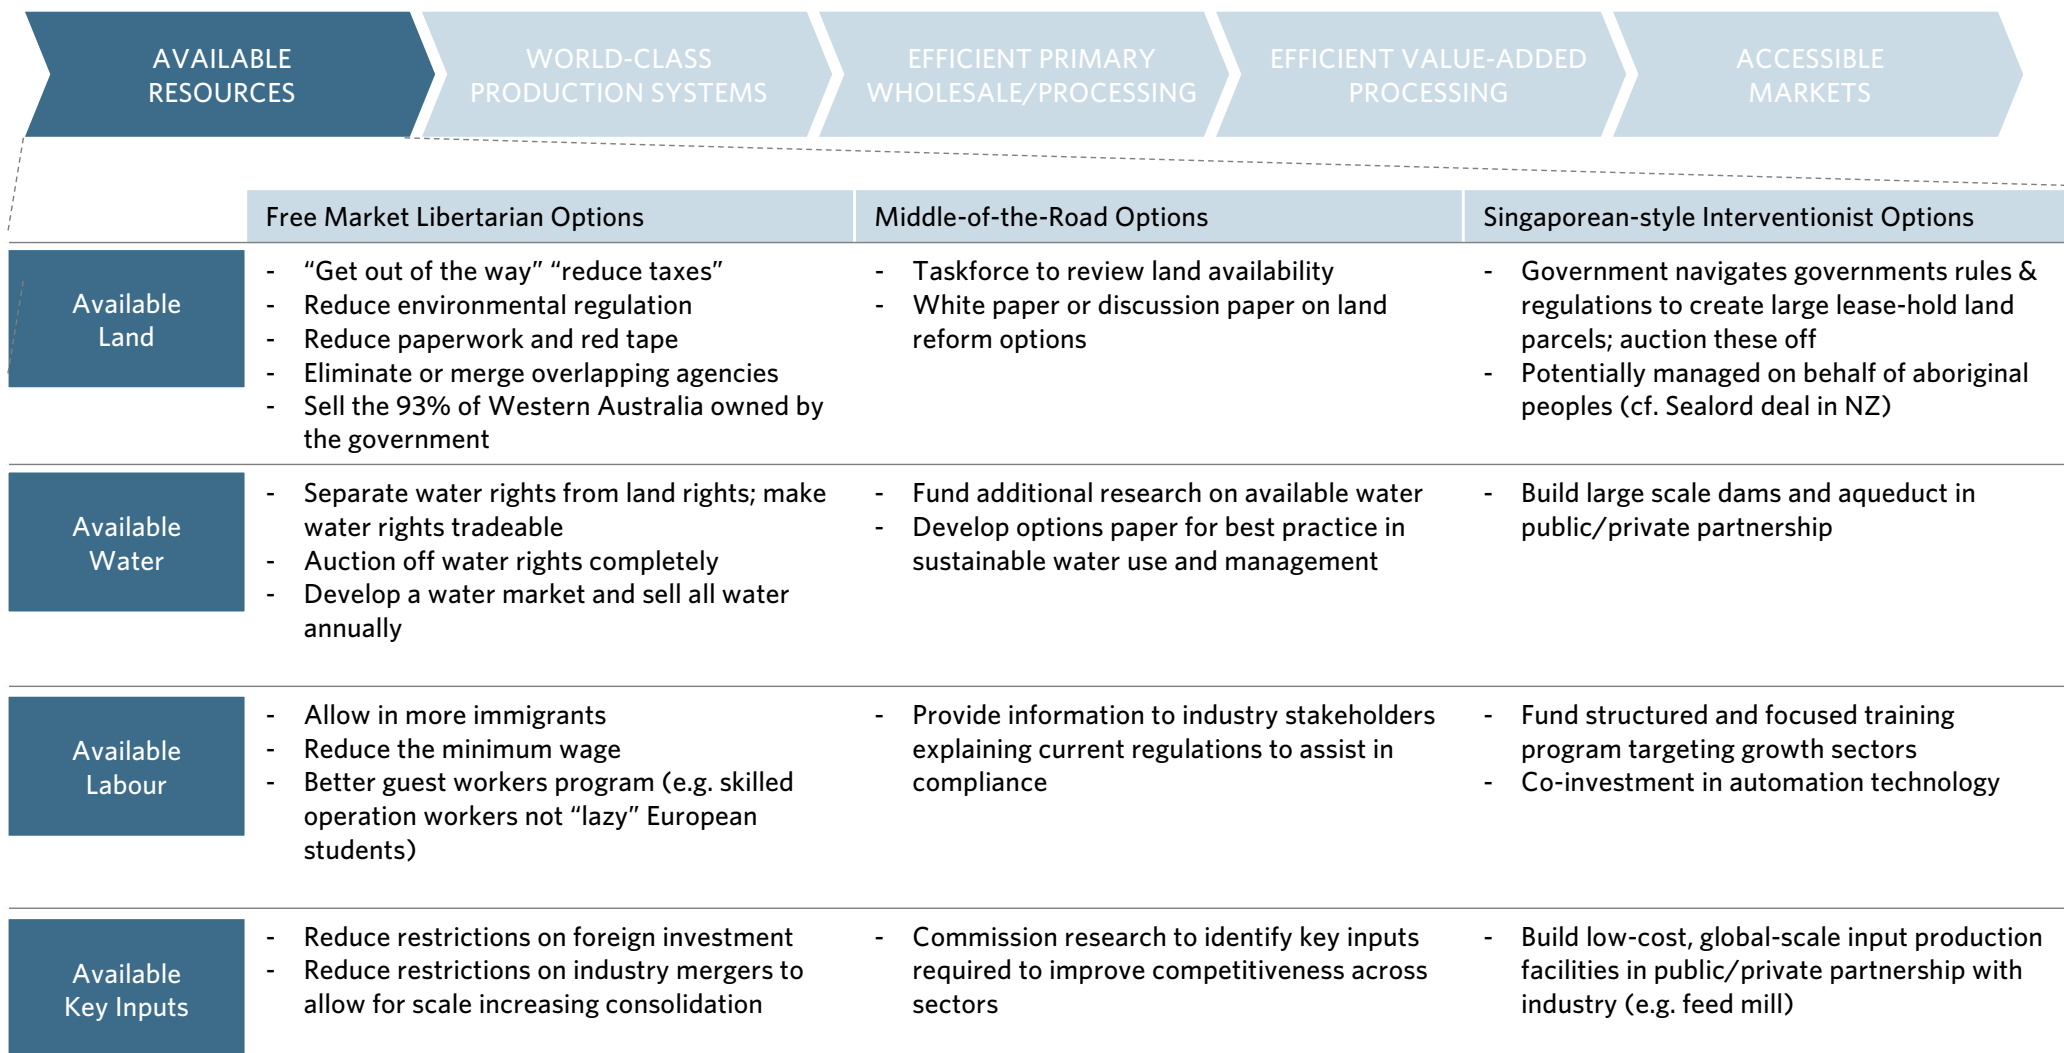 AVAILABLE
RESOURCES
WORLD-CLASS
PRODUCTION SYSTEMS
EFFICIENT PRIMARY
WHOLESALE/PROCESSING
EFFICIENT VALUE-ADDED
PROCESSING
ACCESSIBLE
MARKETS
Free Market Libertarian Options
Middle-of-the-Road Options
Singaporean-style Interventionist Options
Available
Land
- “Get out of the way” “reduce taxes”
- Reduce environmental regulation
- Reduce paperwork and red tape
- Eliminate or merge overlapping agencies
- Sell the 93% of Western Australia owned by
the government
- Taskforce to review land availability
- White paper or discussion paper on land
reform options
- Government navigates governments rules &
regulations to create large lease-hold land
parcels; auction these off
- Potentially managed on behalf of aboriginal
peoples (cf. Sealord deal in NZ)
Available
Water
- Separate water rights from land rights; make
water rights tradeable
- Auction off water rights completely
- Develop a water market and sell all water
annually
- Fund additional research on available water
- Develop options paper for best practice in
sustainable water use and management
- Build large scale dams and aqueduct in
public/private partnership
Available
Labour
- Allow in more immigrants
- Reduce the minimum wage
- Better guest workers program (e.g. skilled
operation workers not “lazy” European
students)
- Provide information to industry stakeholders
explaining current regulations to assist in
compliance
- Fund structured and focused training
program targeting growth sectors
- Co-investment in automation technology
Available
Key Inputs
- Reduce restrictions on foreign investment
- Reduce restrictions on industry mergers to
allow for scale increasing consolidation
- Commission research to identify key inputs
required to improve competitiveness across
sectors
- Build low-cost, global-scale input production
facilities in public/private partnership with
industry (e.g. feed mill)